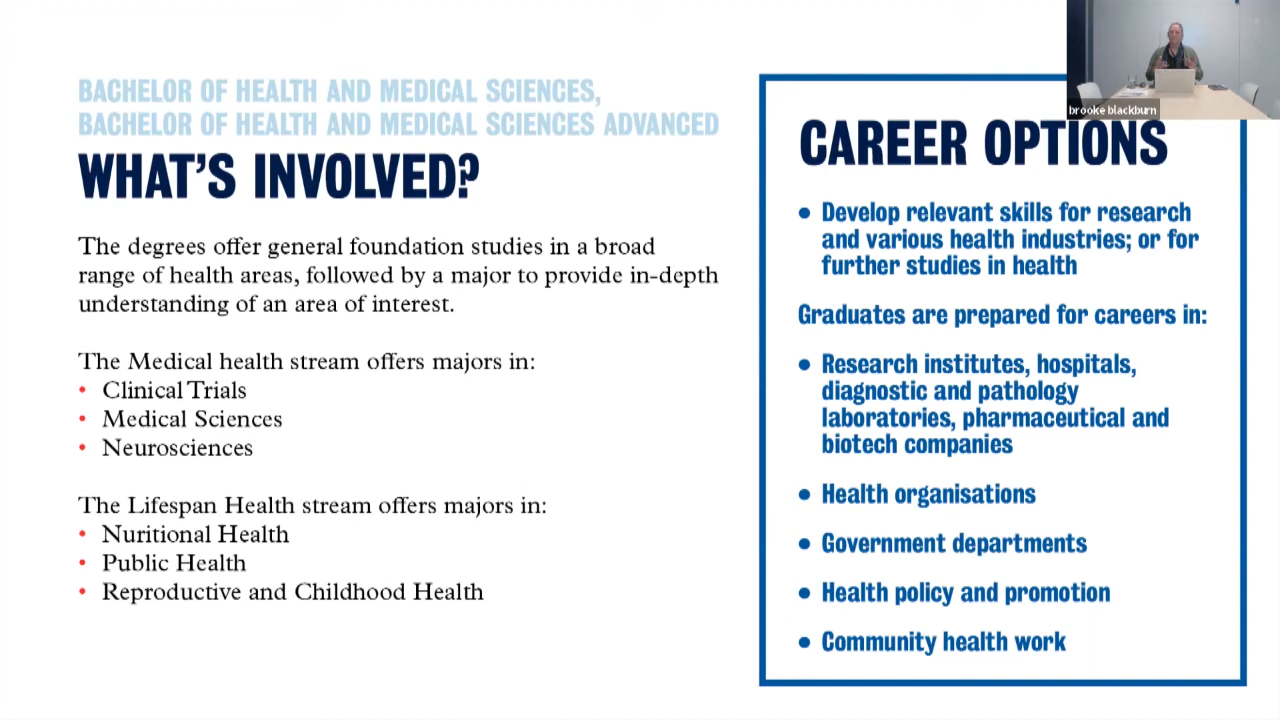 BACHELOR OF HEALTH AND MEDICAL SCIENCES,
BACHELOR OF HEALTH AND MEDICAL SCIENCES ADVANCED
WHAT'S INVOLVED?
The degrees offer general foundation studies in a broad
range of health areas, followed by a major to provide in-depth
understanding of an area of interest.
The Medical health stream offers majors in:
• Clinical Trials
• Medical Sciences
• Neurosciences
The Lifespan Health stream offers majors in:
• Nuritional Health
• Public Health
• Reproductive and Childhood Health
brooke blackburn
CAREER OPTIONS
• Develop relevant skills for research
and various health industries; or for
further studies in health
Graduates are prepared for careers in:
• Research institutes, hospitals,
diagnostic and pathology
laboratories, pharmaceutical and
biotech companies
• Health organisations
• Government departments
• Health policy and promotion
• Community health work